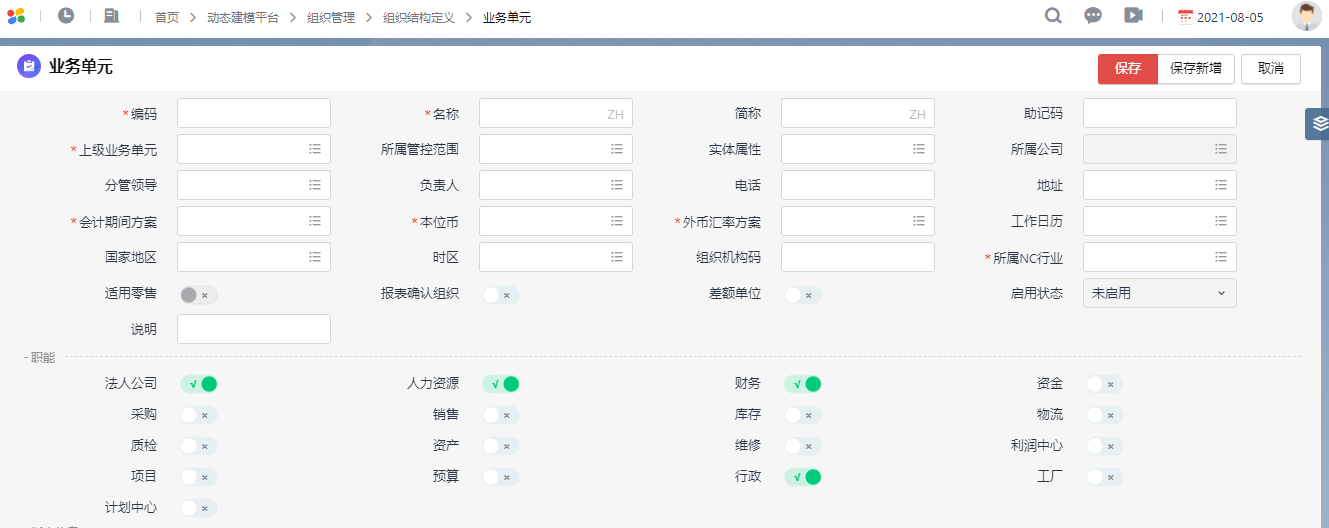 首页 > 动态建模平台 > 组织管理 > 组织结构定义 > 业务单元 2021-08-05
业务单元 保存 保存新增 取消
*编码 *名称 ZH 简称 ZH 助记码
*上级业务单元 所属管控范围 实体属性 所属公司
分管领导 负责人 电话 地址
*会计期间方案 *本位币 *外币汇率方案 工作日历
国家地区 时区 组织机构码 *所属NC行业
适用零售 × 报表确认组织 × 差额单位 × 启用状态 未启用
说明
- 职能
法人公司 √ 人力资源 √ 财务 √ 资金 ×
采购 × 销售 × 库存 × 物流 ×
质检 × 资产 × 维修 × 利润中心 ×
项目 × 预算 × 行政 √ 工厂 ×
计划中心 ×